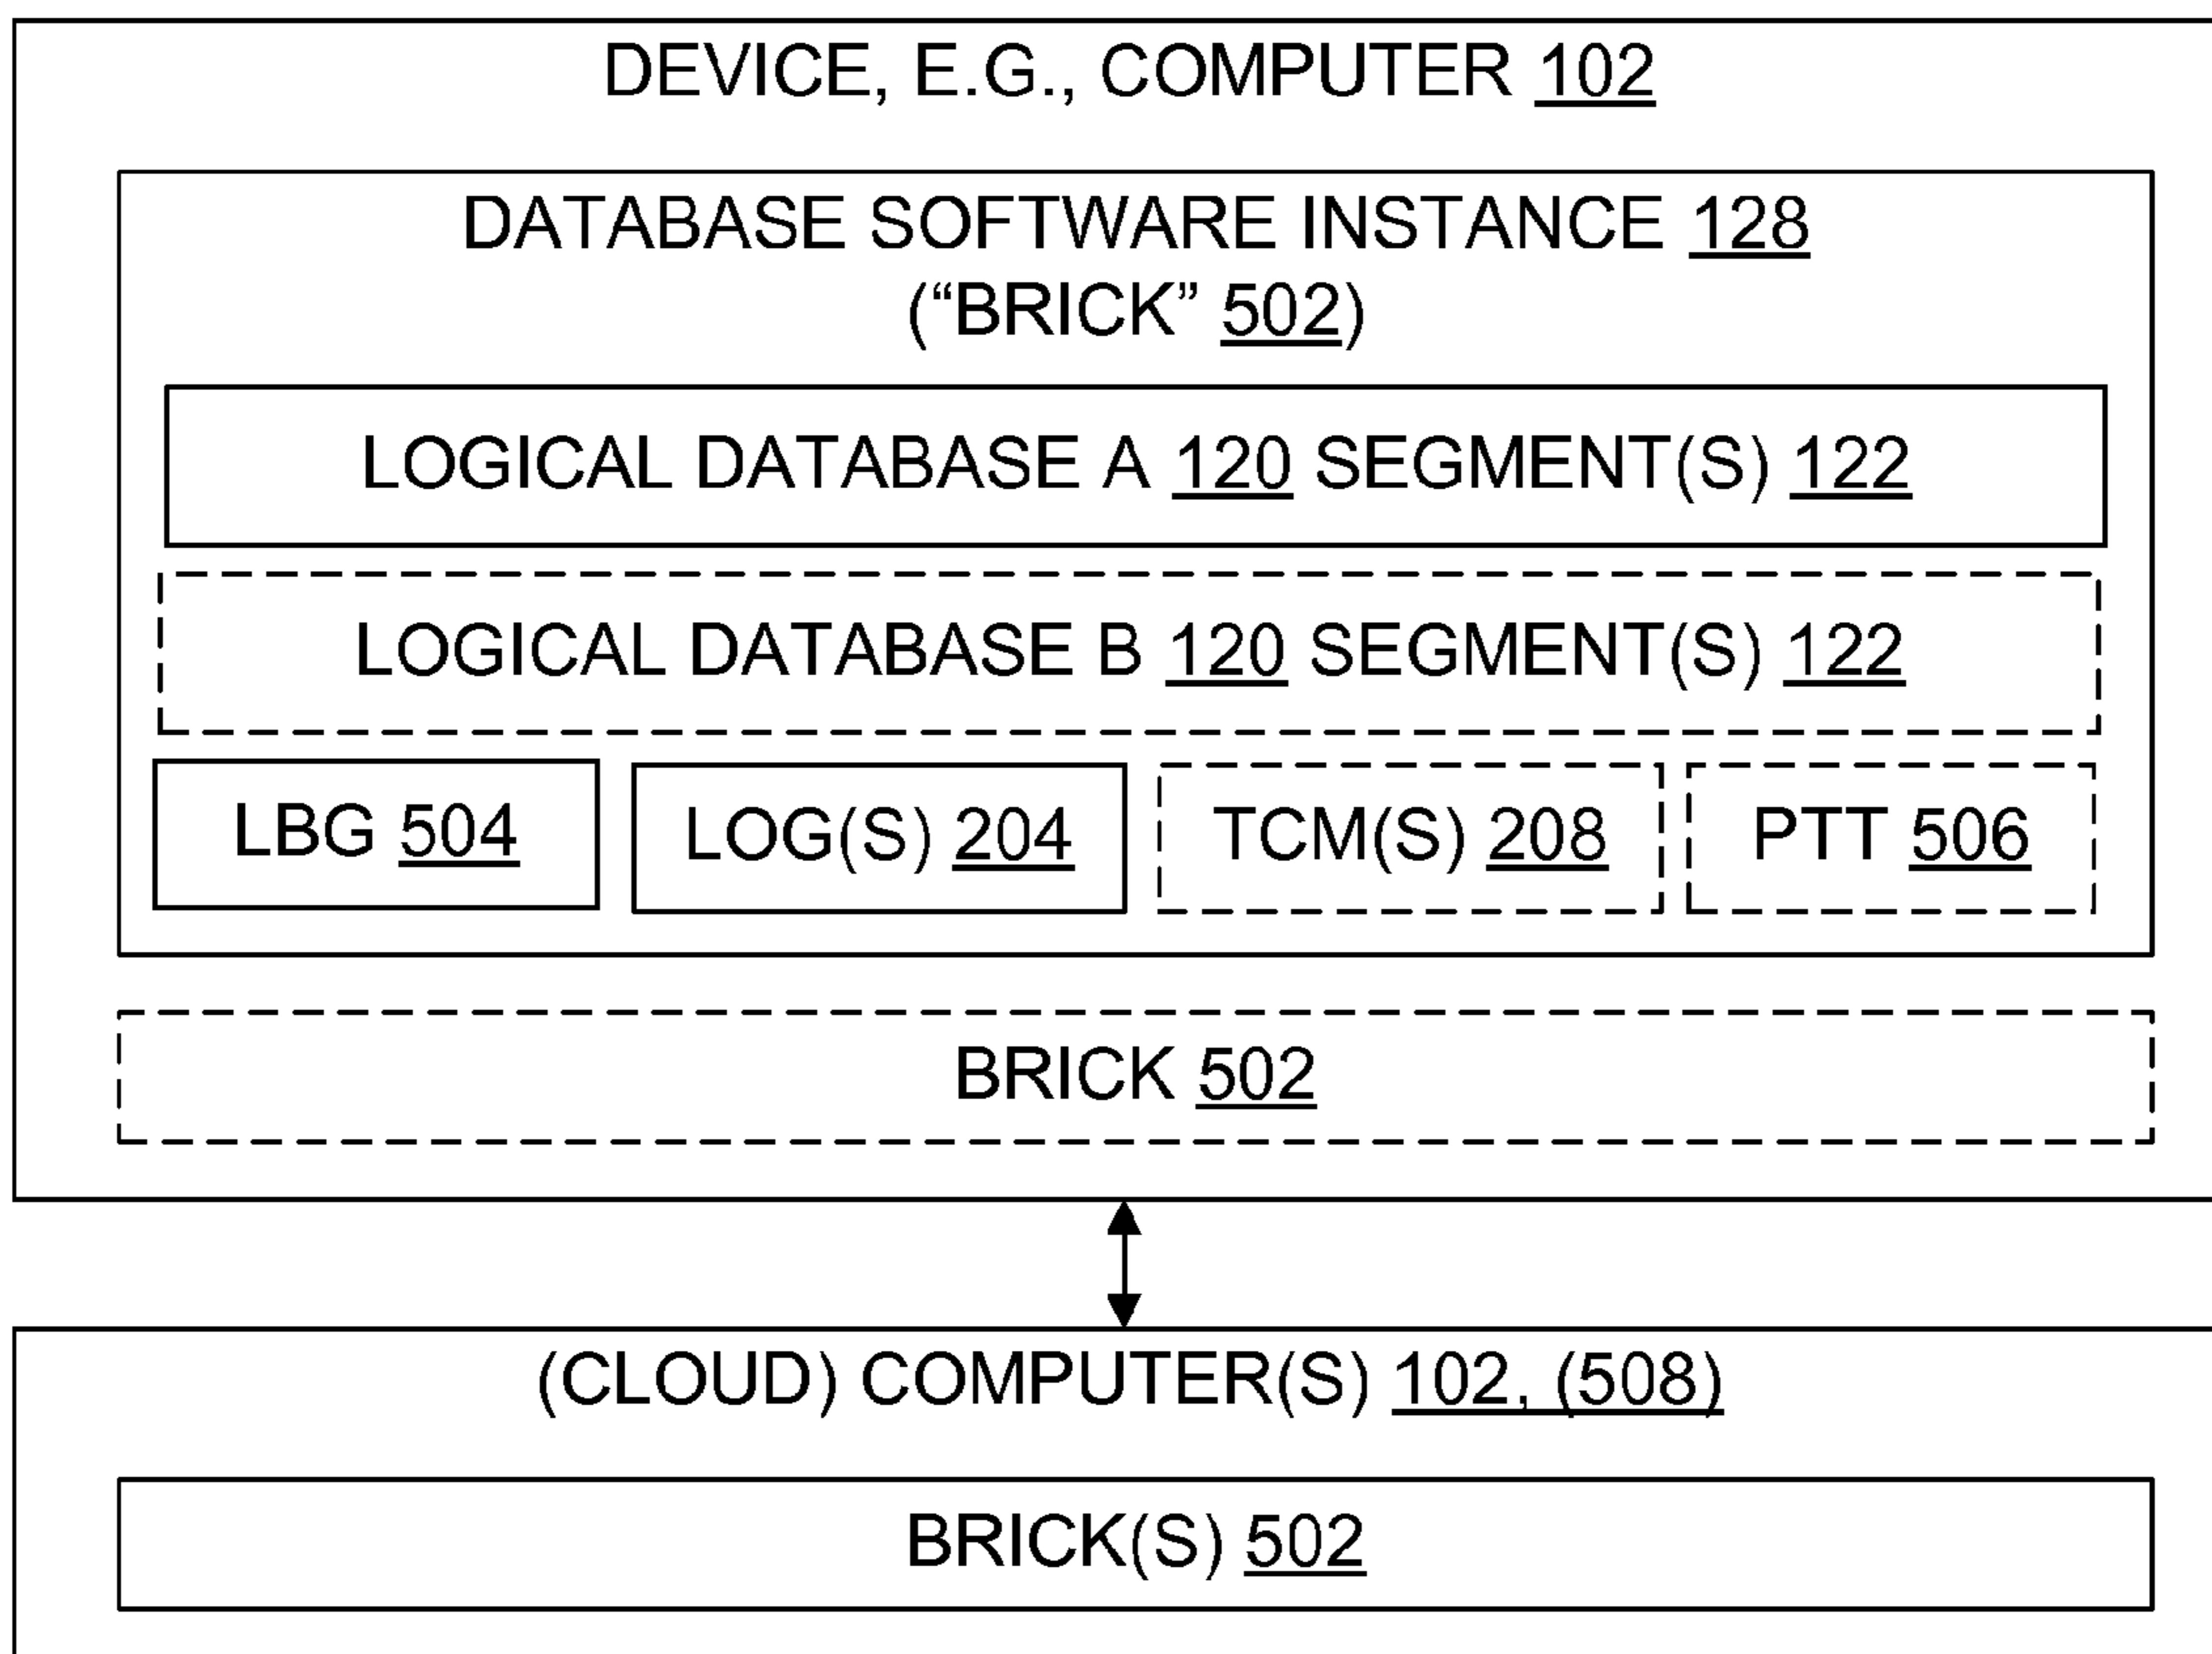 DEVICE, E.G., COMPUTER 102
DATABASE SOFTWARE INSTANCE 128
(“BRICK” 502)
LOGICAL DATABASE A 120 SEGMENT(S) 122
LOGICAL DATABASE B 120 SEGMENT(S) 122
LBG 504
LOG(S) 204
TCM(S) 208
PTT 506
BRICK 502
(CLOUD) COMPUTER(S) 102, (508)
BRICK(S) 502